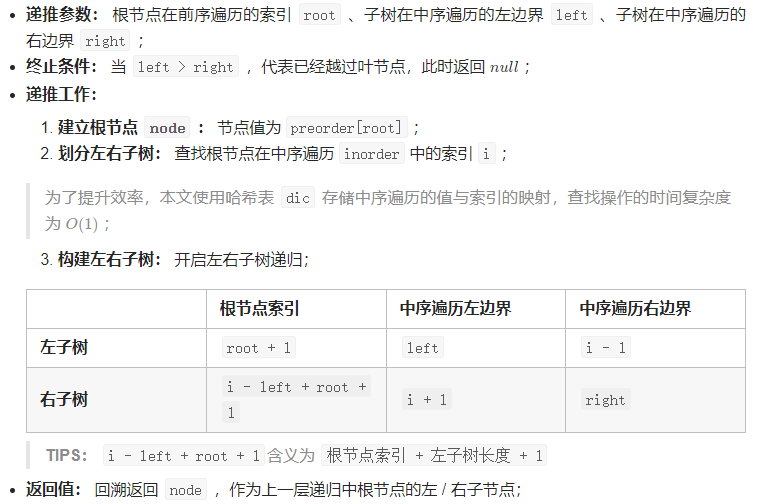 • 递推参数： 根节点在前序遍历的索引 root 、子树在中序遍历的左边界 left 、子树在中序遍历的
右边界 right ；
• 终止条件： 当 left > right ，代表已经越过叶节点，此时返回 null ；
• 递推工作：
1. 建立根节点 node ： 节点值为 preorder[root] ；
2. 划分左右子树： 查找根节点在中序遍历 inorder 中的索引 i ；
为了提升效率，本文使用哈希表 dic 存储中序遍历的值与索引的映射，查找操作的时间复杂度
为 O(1) ；
3. 构建左右子树： 开启左右子树递归；
根节点索引 中序遍历左边界 中序遍历右边界
左子树 root + 1 left i - 1
右子树 i - left + root +
1 i + 1 right
TIPS： i - left + root + 1 含义为 根节点索引 + 左子树长度 + 1
• 返回值： 回溯返回 node ，作为上一层递归中根节点的左 / 右子节点；